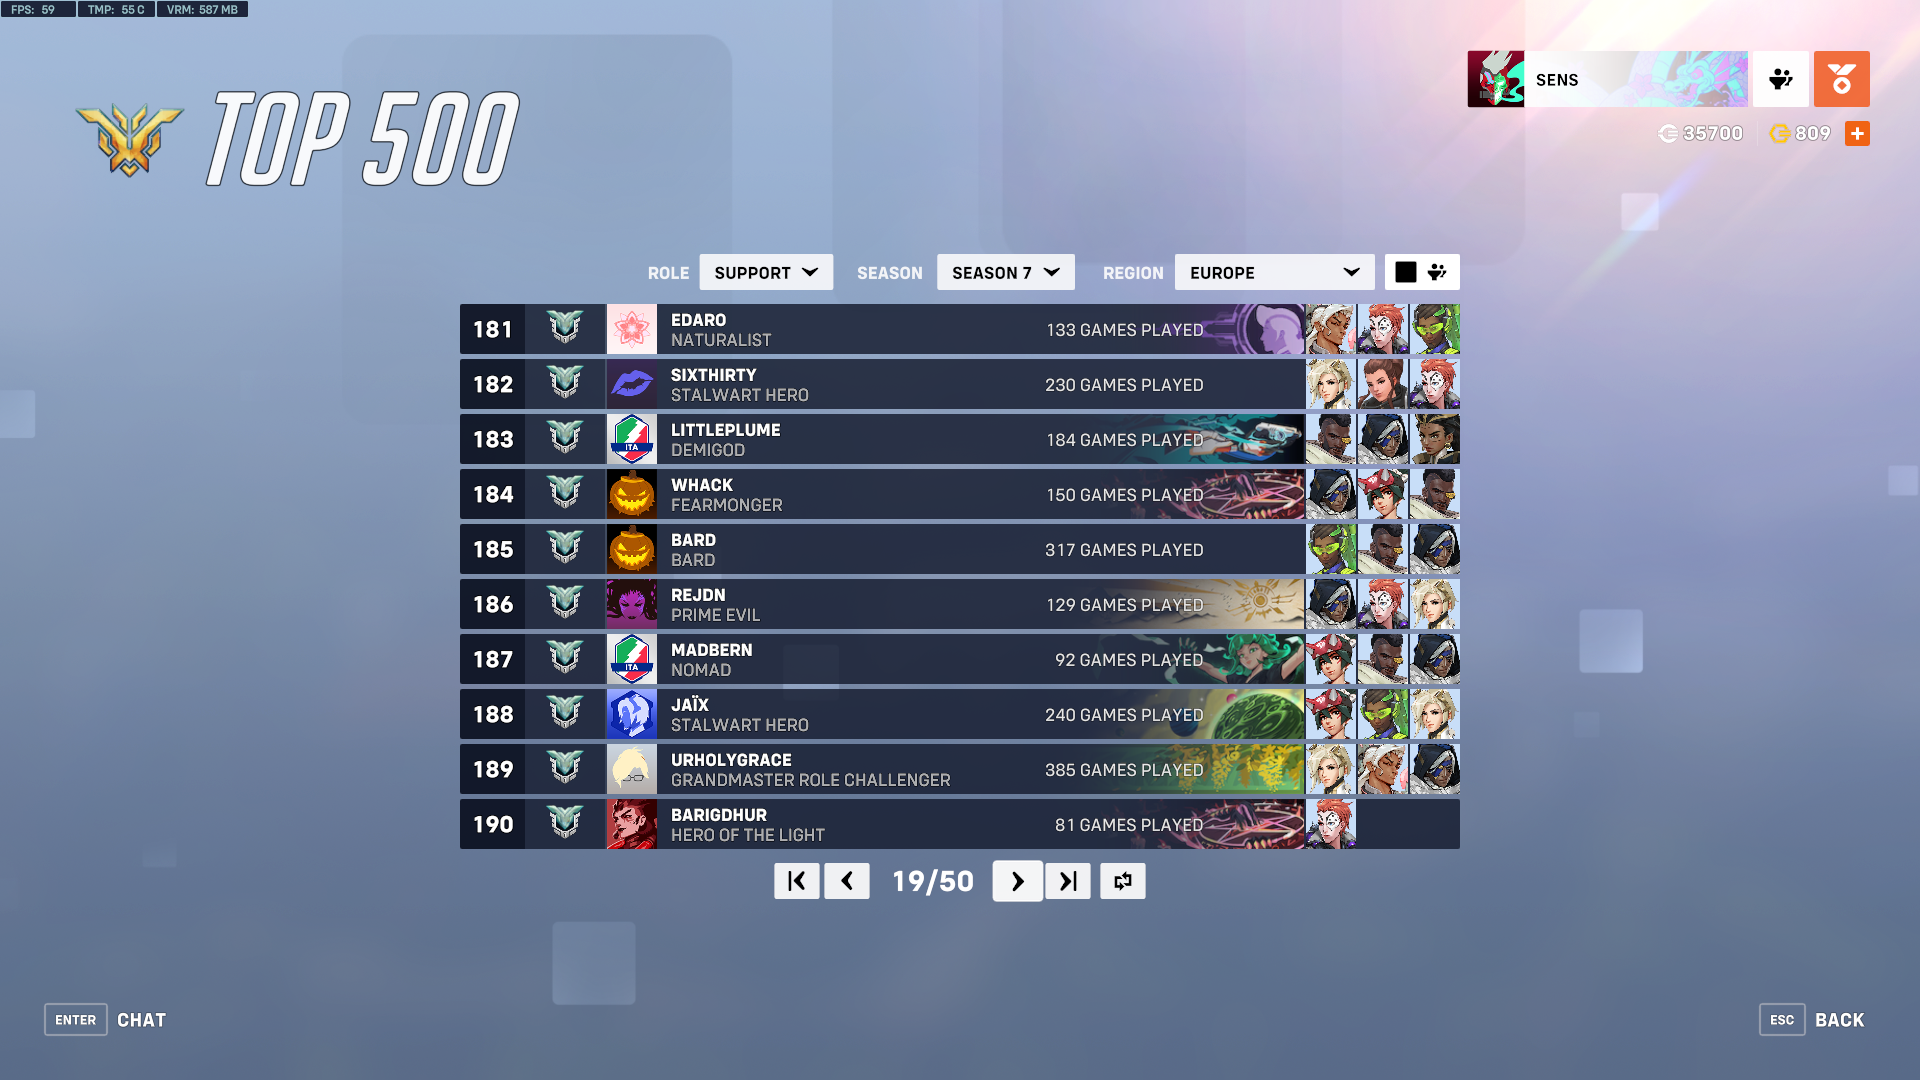 FPS: 59 TMP: 55 C VRM: 587 MB
TOP 500
SENS
35700 809
ROLE SUPPORT SEASON SEASON 7 REGION EUROPE
181 EDARO 133 GAMES PLAYED
NATURALIST
182 SIXTHIRTY 230 GAMES PLAYED
STALWART HERO
183 ITA LITTLEPLUME 184 GAMES PLAYED
DEMIGOD
184 WHACK 150 GAMES PLAYED
FEARMONGER
185 BARD 317 GAMES PLAYED
BARD
186 REJDN 129 GAMES PLAYED
PRIME EVIL
187 ITA MADBERN 92 GAMES PLAYED
NOMAD
188 JAÏX 240 GAMES PLAYED
STALWART HERO
189 URHOLYGRACE 385 GAMES PLAYED
GRANDMASTER ROLE CHALLENGER
190 BARIGDHUR 81 GAMES PLAYED
HERO OF THE LIGHT
19/50
ENTER CHAT
ESC BACK